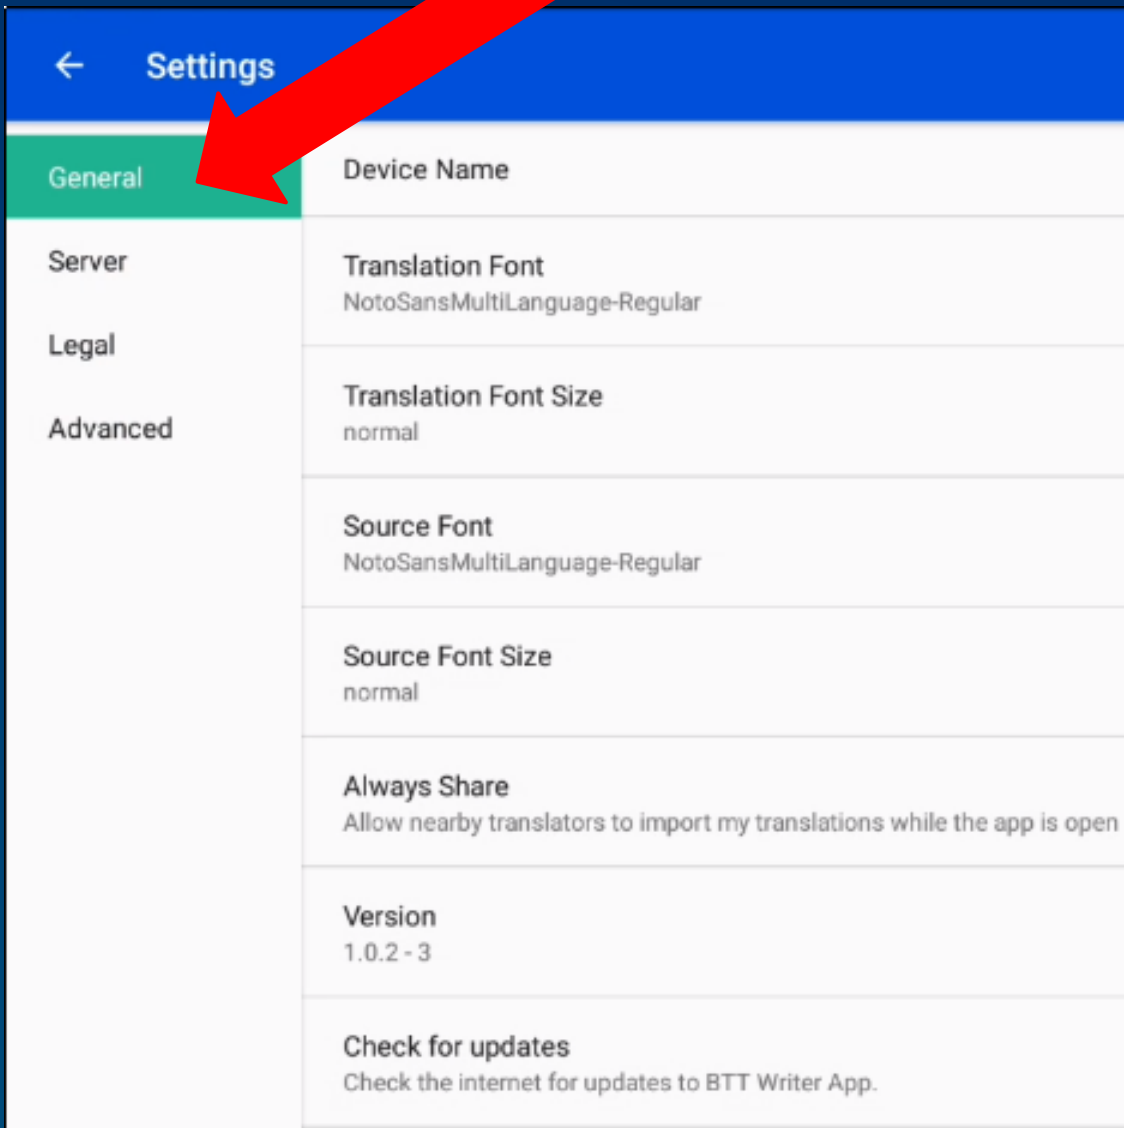 Settings
General
Server
Legal
Advanced
Device Name
Translation Font
NotoSansMultiLanguage-Regular
Translation Font Size
normal
Source Font
NotoSansMultiLanguage-Regular
Source Font Size
normal
Always Share
Allow nearby translators to import my translations while the app is open
Version
1.0.2 - 3
Check for updates
Check the internet for updates to BTT Writer App.